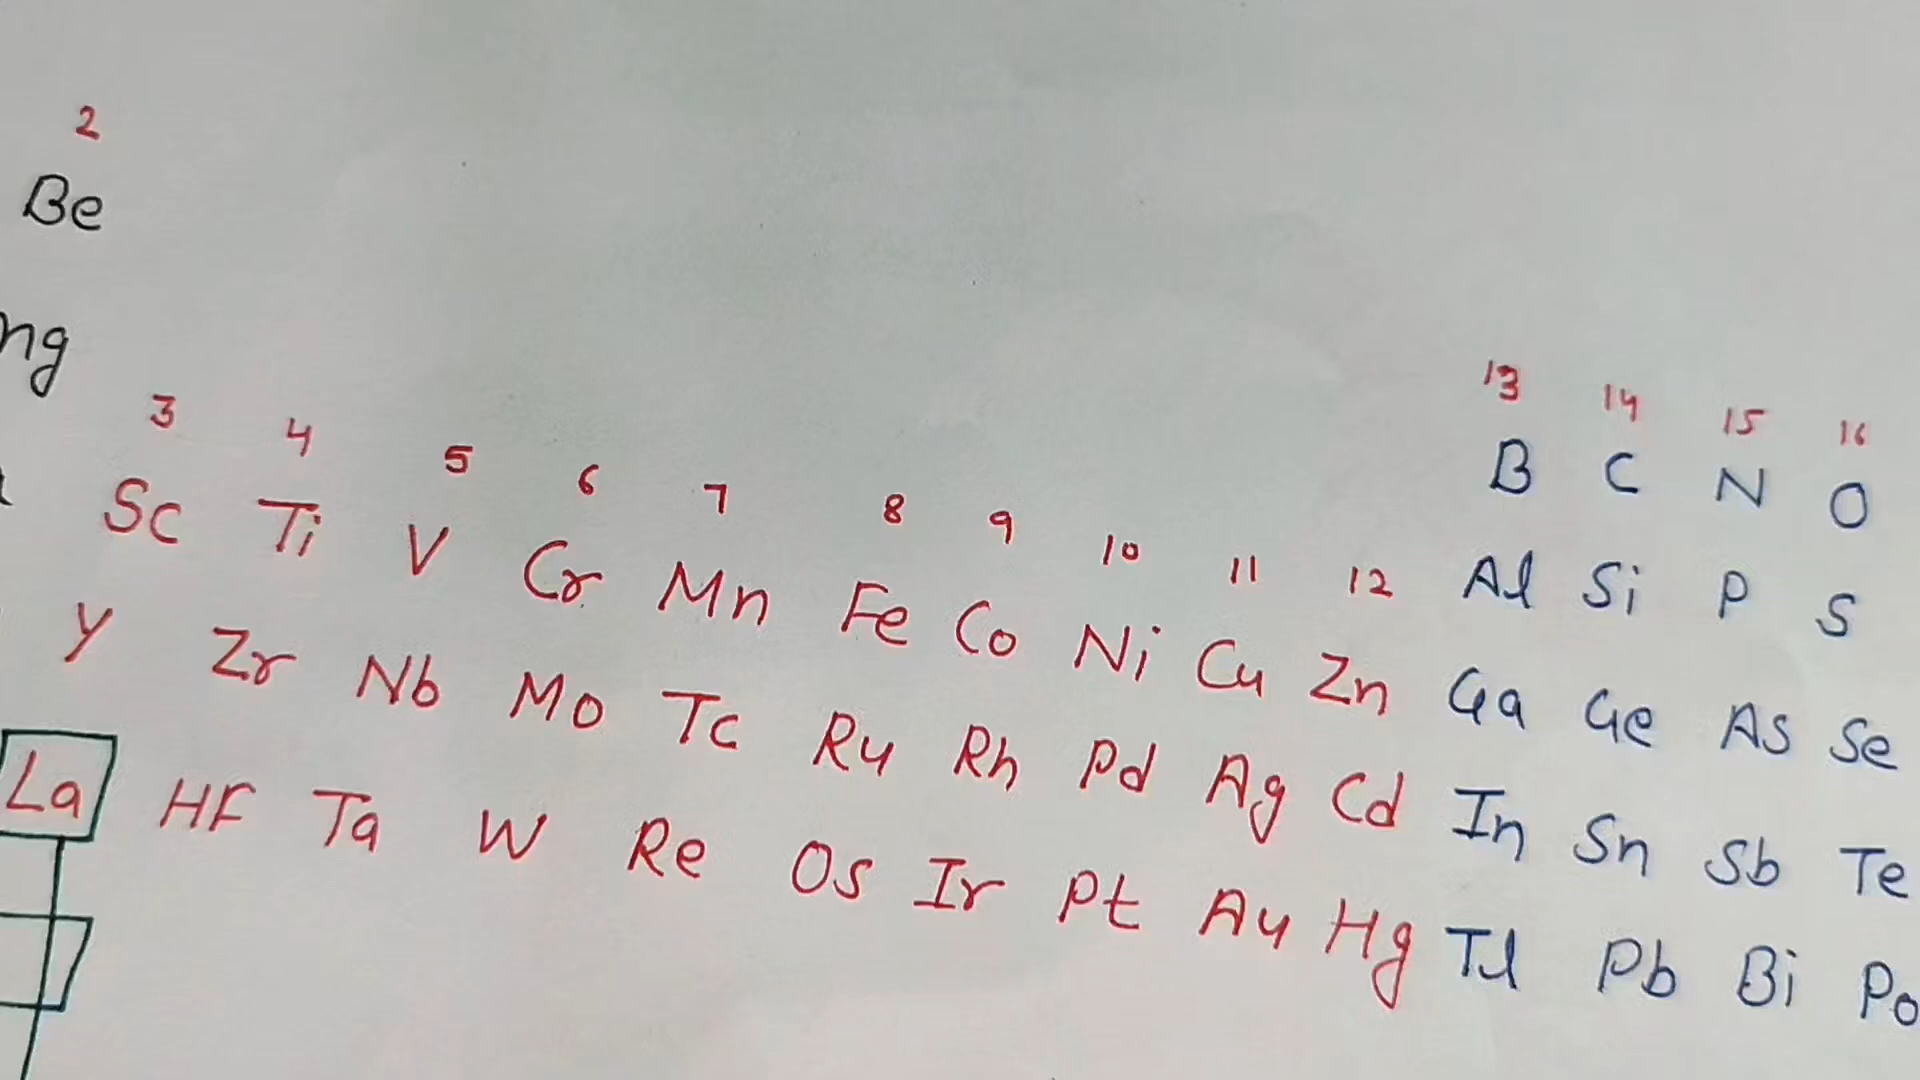 2
Be
Mg
3 4 5 6 7 8 9 10 11 12 13 14 15 16
B C N O
Al Si P S
Sc Ti V Cr Mn Fe Co Ni Cu Zn Ga Ge As Se
Y Zr Nb Mo Tc Ru Rh Pd Ag Cd In Sn Sb Te
La Hf Ta W Re Os Ir Pt Au Hg Tl Pb Bi Po